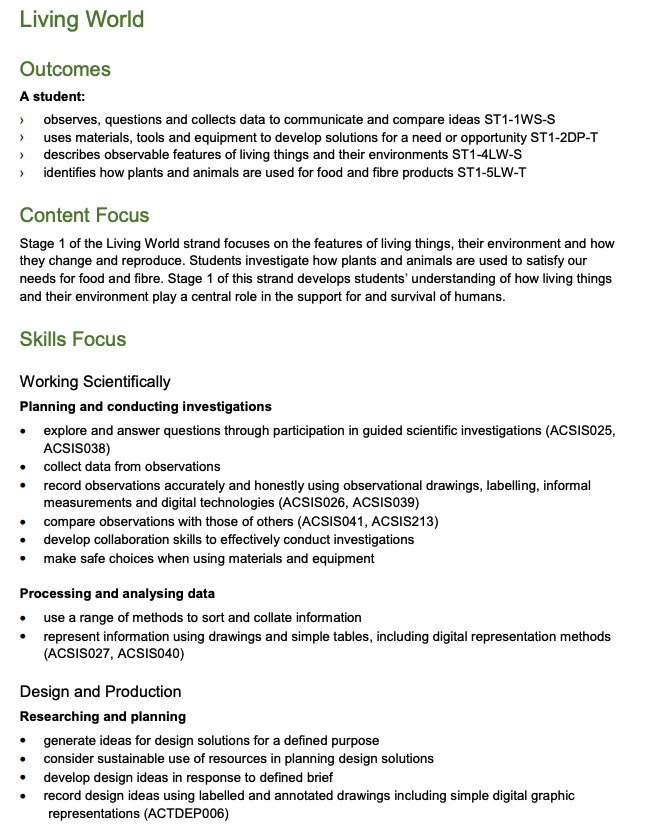 Living World
Outcomes
A student:
› observes, questions and collects data to communicate and compare ideas ST1-1WS-S
› uses materials, tools and equipment to develop solutions for a need or opportunity ST1-2DP-T
› describes observable features of living things and their environments ST1-4LW-S
› identifies how plants and animals are used for food and fibre products ST1-5LW-T
Content Focus
Stage 1 of the Living World strand focuses on the features of living things, their environment and how
they change and reproduce. Students investigate how plants and animals are used to satisfy our
needs for food and fibre. Stage 1 of this strand develops students’ understanding of how living things
and their environment play a central role in the support for and survival of humans.
Skills Focus
Working Scientifically
Planning and conducting investigations
• explore and answer questions through participation in guided scientific investigations (ACSIS025,
ACSIS038)
• collect data from observations
• record observations accurately and honestly using observational drawings, labelling, informal
measurements and digital technologies (ACSIS026, ACSIS039)
• compare observations with those of others (ACSIS041, ACSIS213)
• develop collaboration skills to effectively conduct investigations
• make safe choices when using materials and equipment
Processing and analysing data
• use a range of methods to sort and collate information
• represent information using drawings and simple tables, including digital representation methods
(ACSIS027, ACSIS040)
Design and Production
Researching and planning
• generate ideas for design solutions for a defined purpose
• consider sustainable use of resources in planning design solutions
• develop design ideas in response to defined brief
• record design ideas using labelled and annotated drawings including simple digital graphic
representations (ACTDEP006)